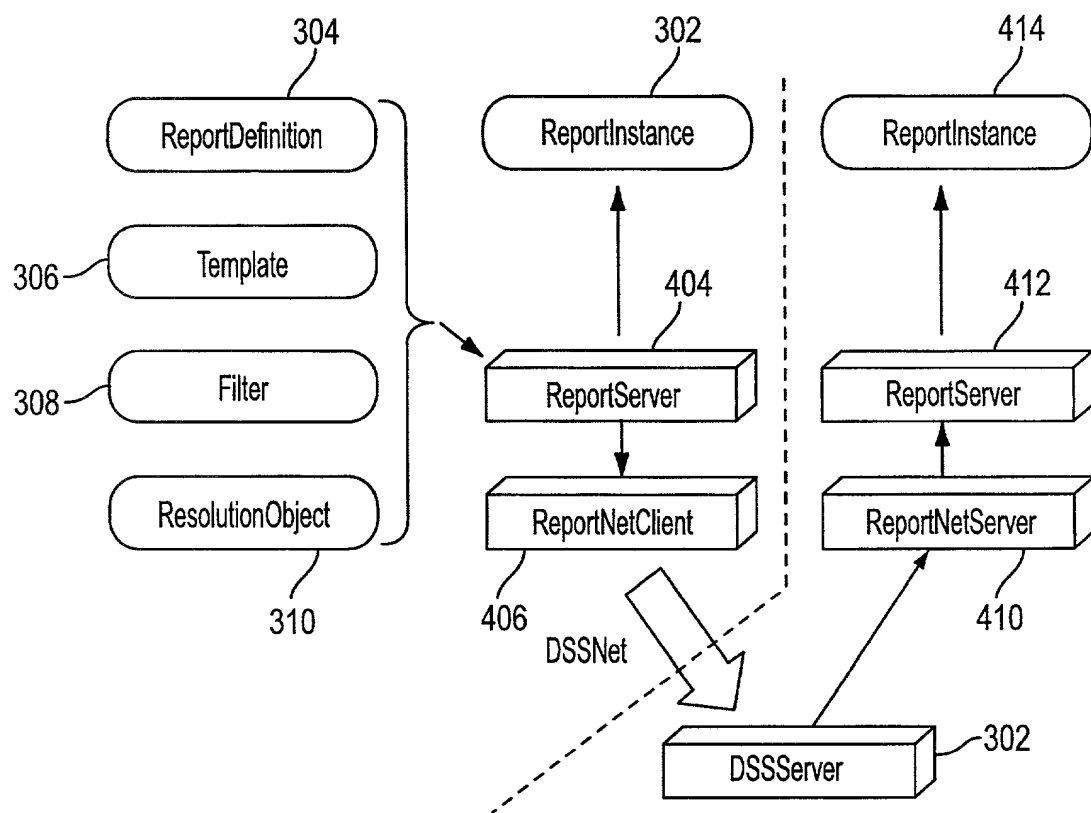 304
302
414
ReportDefinition
ReportInstance
ReportInstance
306
Template
404
412
308
Filter
ReportServer
ReportServer
ResolutionObject
ReportNetClient
ReportNetServer
310
406
410
DSSNet
DSSServer
302